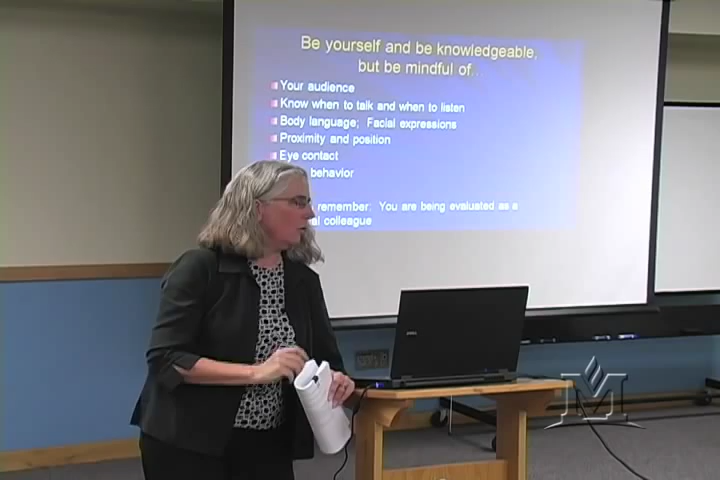 Be yourself and be knowledgeable,
but be mindful of...
Your audience
Know when to talk and when to listen
Body language; Facial expressions
Proximity and position
Eye contact
behavior
remember: You are being evaluated as a
colleague
DELL
M